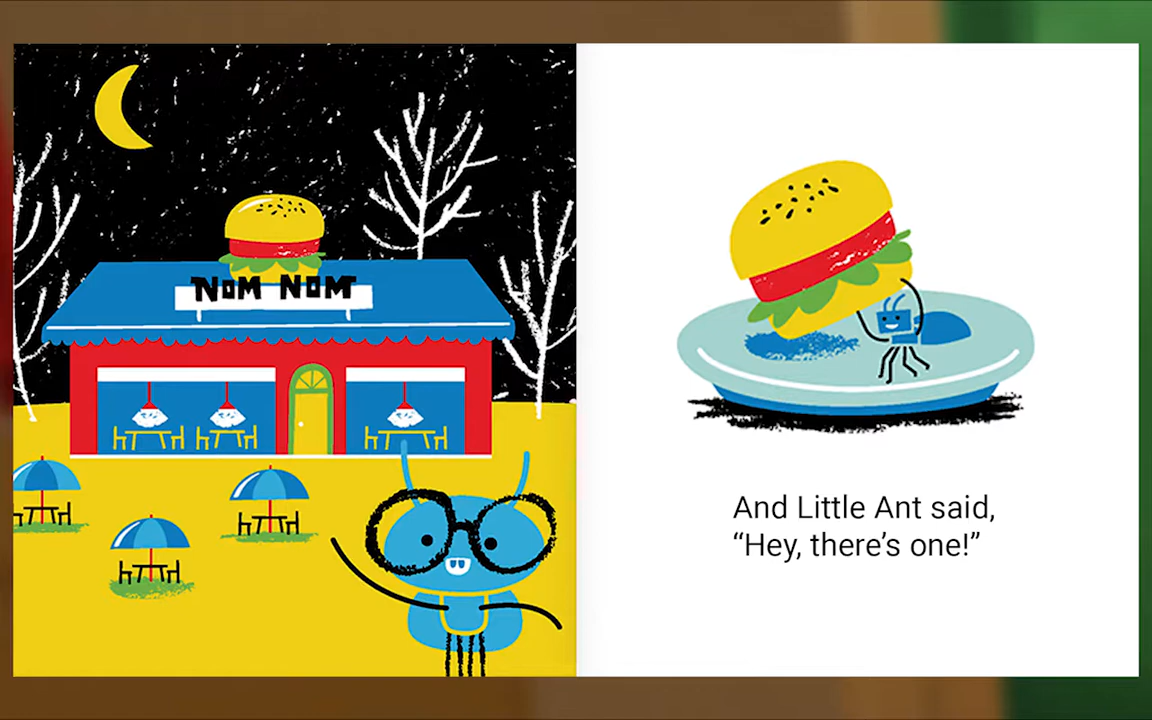 NOM NOM
And Little Ant said,
“Hey, there’s one!”